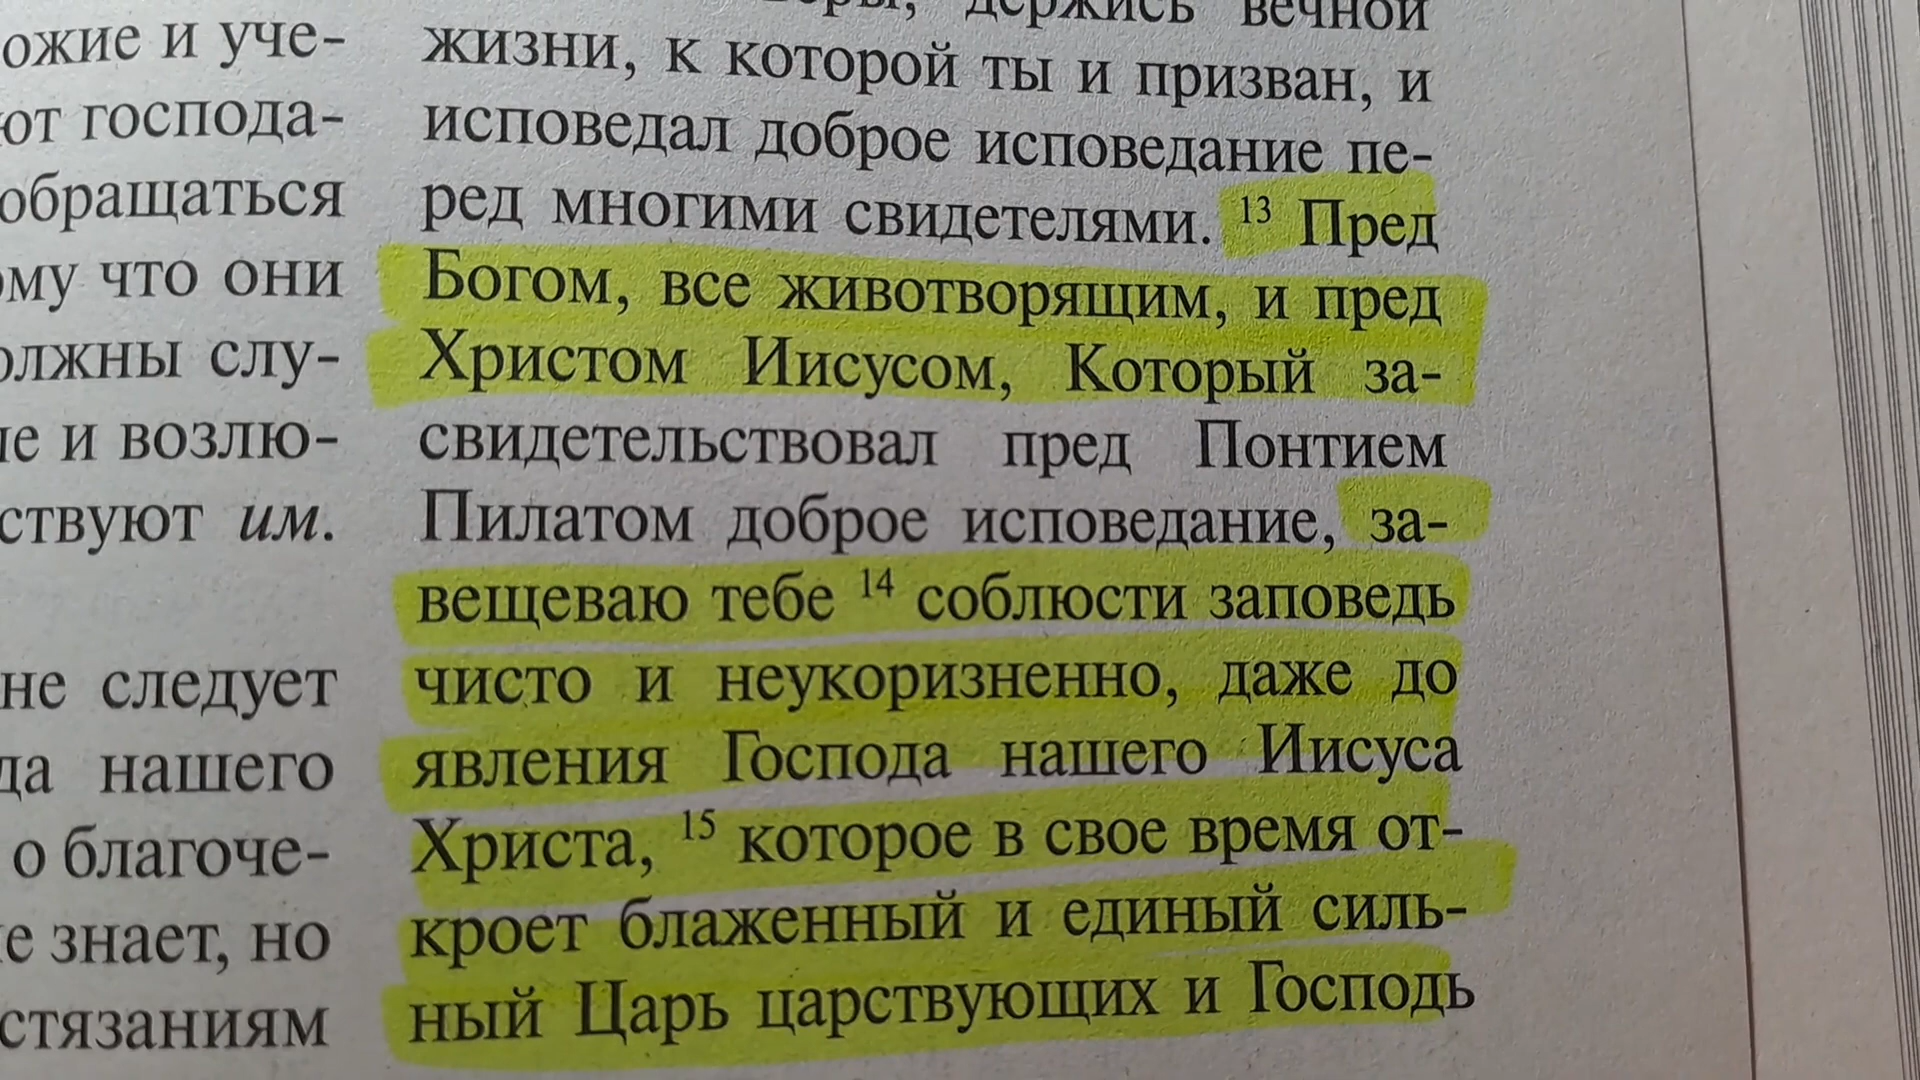 ожие и уче-
ют господа-
обращаться
ому что они
олжны слу-
ые и возлю-
ствуют им.
не следует
да нашего
о благоче-
не знает, но
стязаниям
держись вечной
жизни, к которой ты и призван, и
исповедал доброе исповедание пе-
ред многими свидетелями. 13 Пред
Богом, все животворящим, и пред
Христом Иисусом, Который за-
свидетельствовал пред Понтием
Пилатом доброе исповедание, за-
вещеваю тебе 14 соблюсти заповедь
чисто и неукоризненно, даже до
явления Господа нашего Иисуса
Христа, 15 которое в свое время от-
кроет блаженный и единый силь-
ный Царь царствующих и Господь